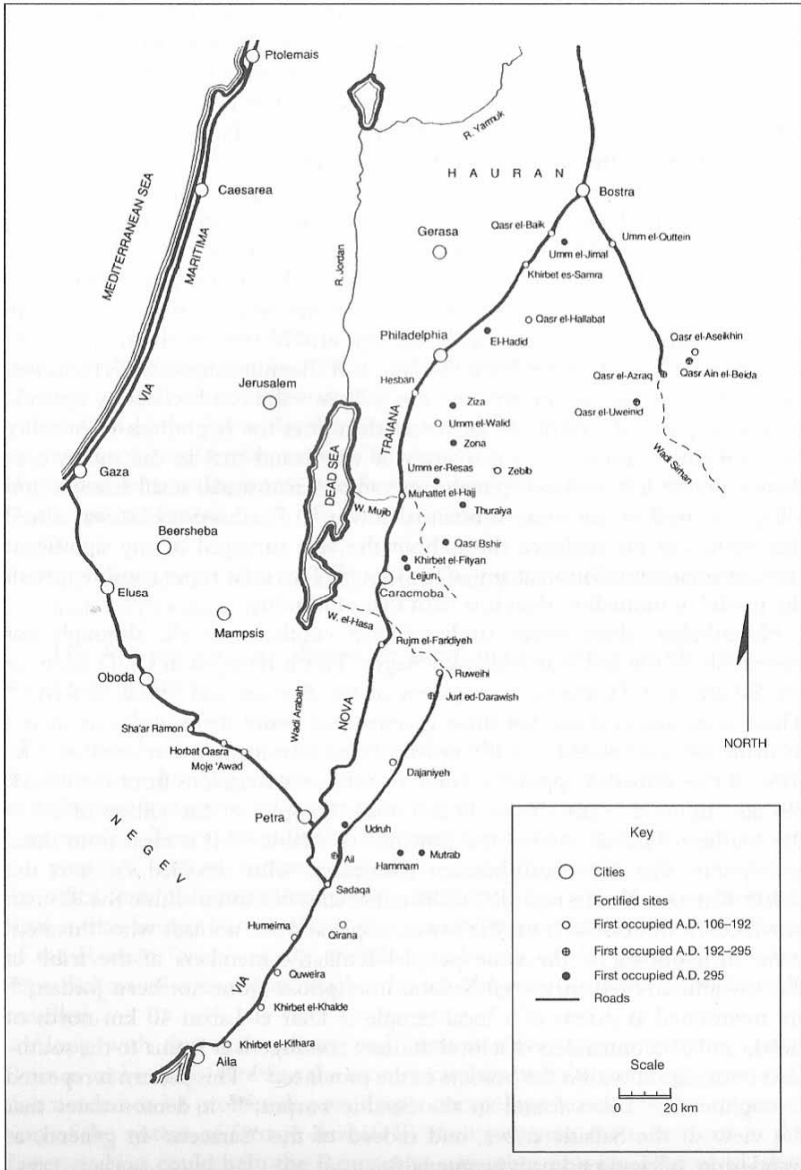 Ptolemais
R. Yarmuk
HAURAN
MEDITERRANEAN SEA
Caesarea
Bostra
VIA
MARITIMA
R. Jordan
Gerasa
Qasr el-Baik
Umm el-Quttein
Umm el-Jimal
Khirbet es-Samra
Qasr el-Hallabat
Philadelphia
El-Hadid
Qasr el-Aseikhin
Qasr el-Azraq
Qasr Ain el-Beida
Hesban
Jerusalem
Ziza
Qasr el-Uweinid
TRAIANA
Umm el-Walid
Zona
Wadi Sirhan
Gaza
DEAD SEA
Umm er-Resas
Zebib
Muhattet el-Hajj
W. Mujib
Thuraiya
Beersheba
Qasr Bshir
Khirbet el-Fityan
Lejjun
Caracmoba
Elusa
Mampsis
W. el-Hasa
Rujm el-Faridiyeh
Oboda
Ruweihi
Jurf ed-Darawish
Wadi Arabah
NOVA
Sha'ar Ramon
Horbat Qasra
Moje 'Awad
NORTH
Dajaniyeh
NEGEV
Petra
Udruh
Ail
Hammam
Mutrab
Sadaqa
Humeima
Qirana
Quweira
VIA
Khirbet el-Khalde
Khirbet el-Kithara
Key
Cities
Fortified sites
First occupied A.D. 106–192
First occupied A.D. 192–295
First occupied A.D. 295
Roads
Scale
20 km